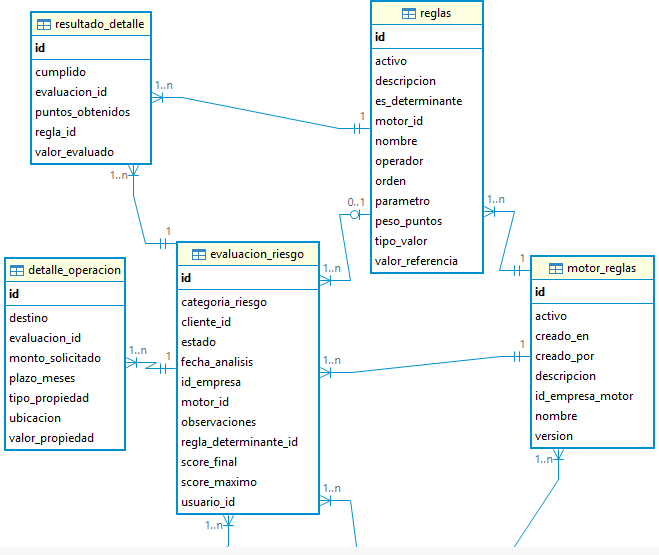 resultado_detalle
id
cumplido
evaluacion_id
puntos_obtenidos
regla_id
valor_evaluado
1..n
1..n
reglas
id
activo
descripcion
es_determinante
motor_id
nombre
operador
orden
parametro
peso_puntos
tipo_valor
valor_referencia
1
0..1
1..n
detalle_operacion
id
destino
evaluacion_id
monto_solicitado
plazo_meses
tipo_propiedad
ubicacion
valor_propiedad
1..n
1
1
evaluacion_riesgo
id
categoria_riesgo
cliente_id
estado
fecha_analisis
id_empresa
motor_id
observaciones
regla_determinante_id
score_final
score_maximo
usuario_id
1..n
1..n
1..n
1..n
motor_reglas
id
activo
creado_en
creado_por
descripcion
id_empresa_motor
nombre
version
1
1
1..n